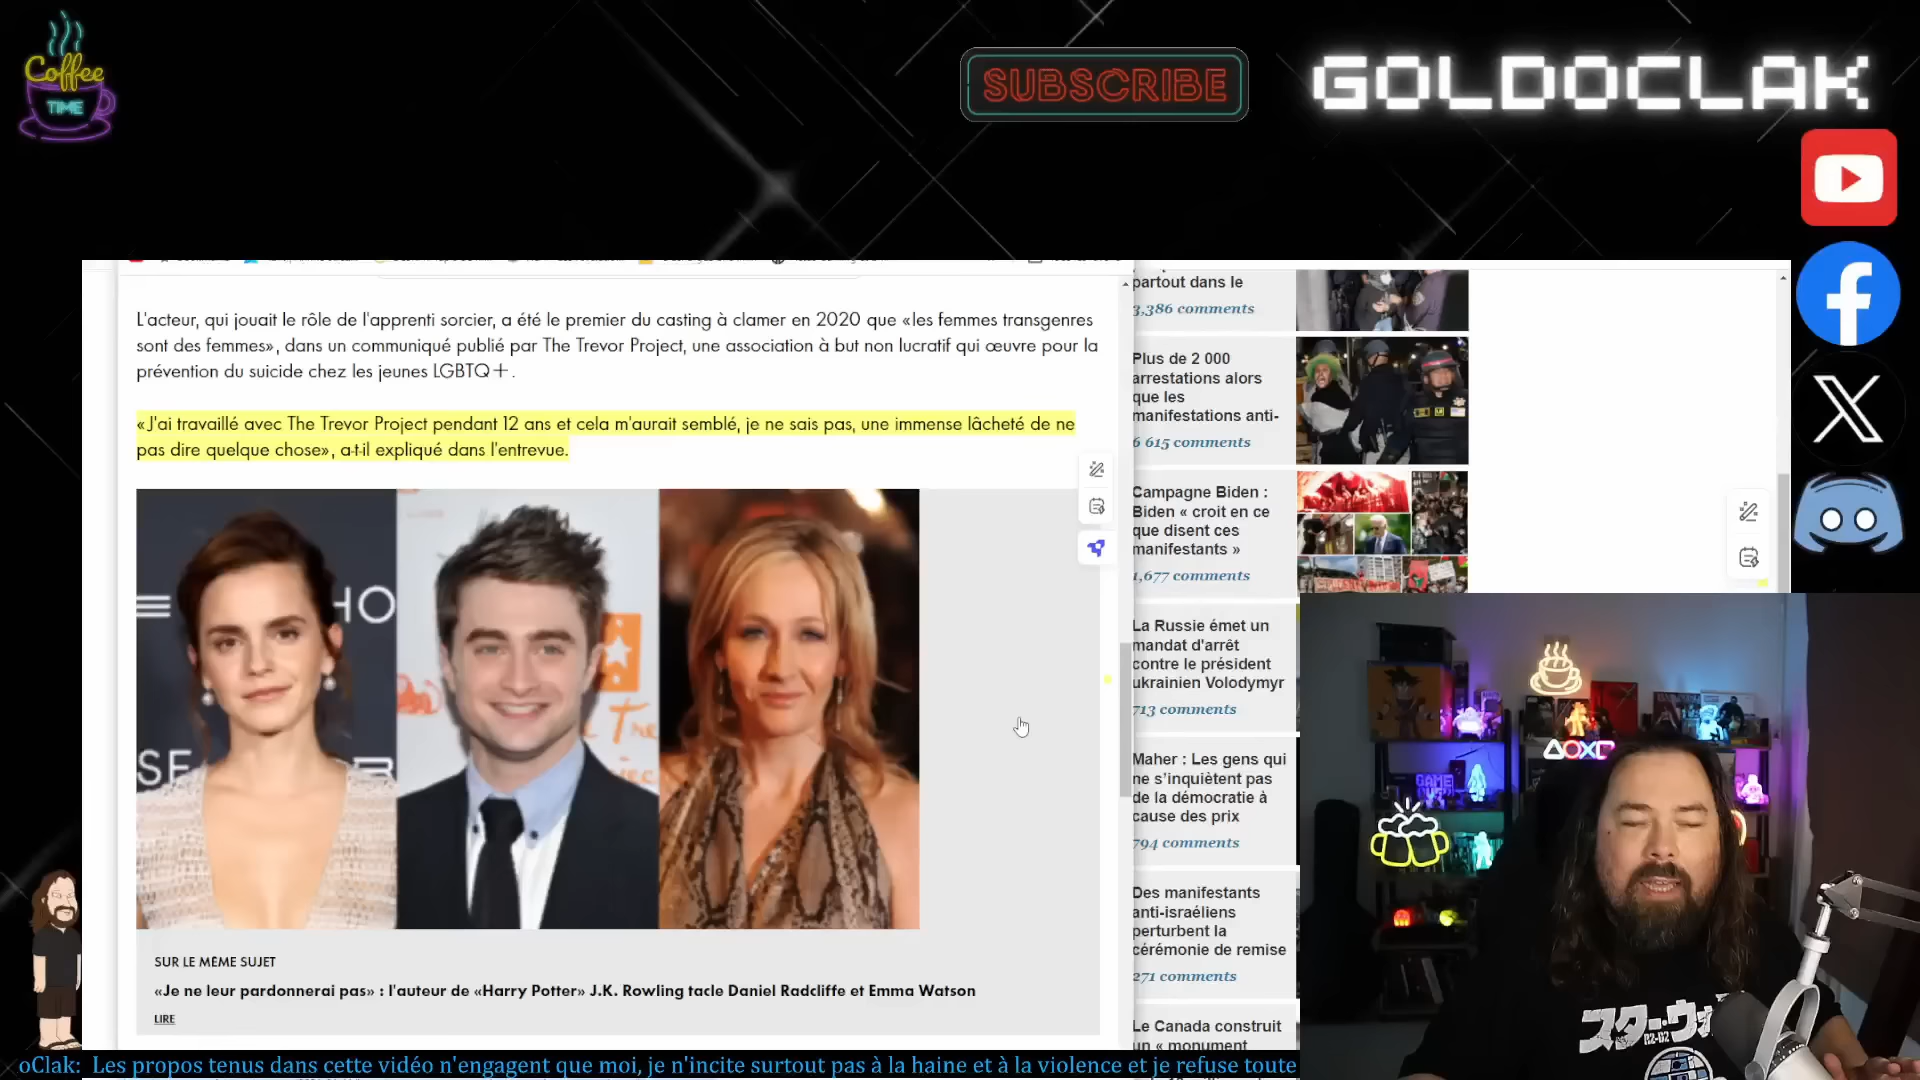 Coffee
TIME
SUBSCRIBE
GOLDOCLAK
L'acteur, qui jouait le rôle de l'apprenti sorcier, a été le premier du casting à clamer en 2020 que «les femmes transgenres
sont des femmes», dans un communiqué publié par The Trevor Project, une association à but non lucratif qui œuvre pour la
prévention du suicide chez les jeunes LGBTQ+.
«J'ai travaillé avec The Trevor Project pendant 12 ans et cela m'aurait semblé, je ne sais pas, une immense lâcheté de ne
pas dire quelque chose», a-t-il expliqué dans l'entrevue.
SUR LE MÊME SUJET
«Je ne leur pardonnerai pas» : l'auteur de «Harry Potter» J.K. Rowling tacle Daniel Radcliffe et Emma Watson
LIRE
partout dans le
3,386 comments
Plus de 2 000
arrestations alors
que les
manifestations anti-
6 615 comments
Campagne Biden :
Biden « croit en ce
que disent ces
manifestants »
1,677 comments
La Russie émet un
mandat d'arrêt
contre le président
ukrainien Volodymyr
713 comments
Maher : Les gens qui
ne s'inquiètent pas
de la démocratie à
cause des prix
794 comments
Des manifestants
anti-israéliens
perturbent la
cérémonie de remise
271 comments
Le Canada construit
un « monument
GAME
スター・ウォ
R2-D2
oClak: Les propos tenus dans cette vidéo n'engagent que moi, je n'incite surtout pas à la haine et à la violence et je refuse toute